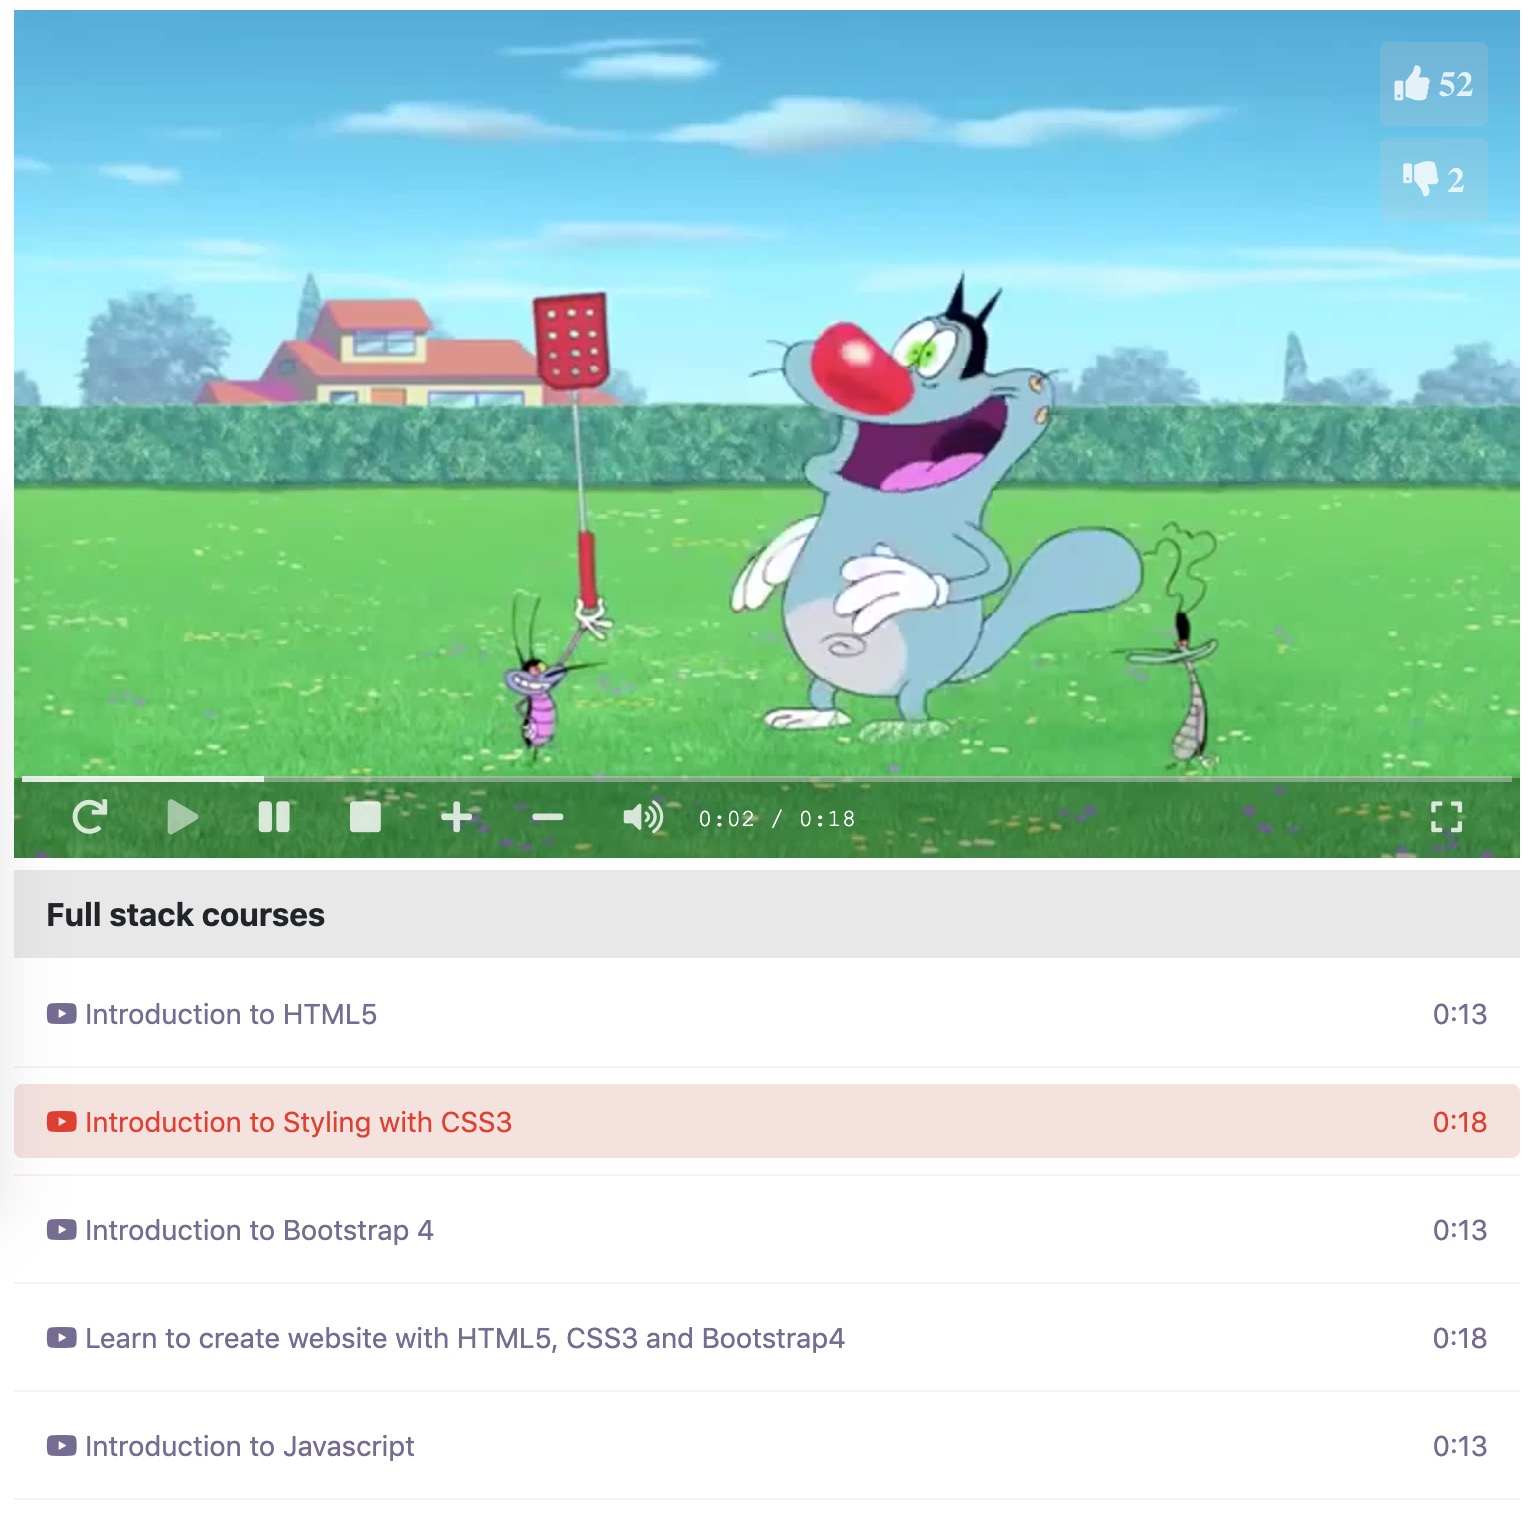 52
2
0:02 / 0:18
Full stack courses
Introduction to HTML5 0:13
Introduction to Styling with CSS3 0:18
Introduction to Bootstrap 4 0:13
Learn to create website with HTML5, CSS3 and Bootstrap4 0:18
Introduction to Javascript 0:13